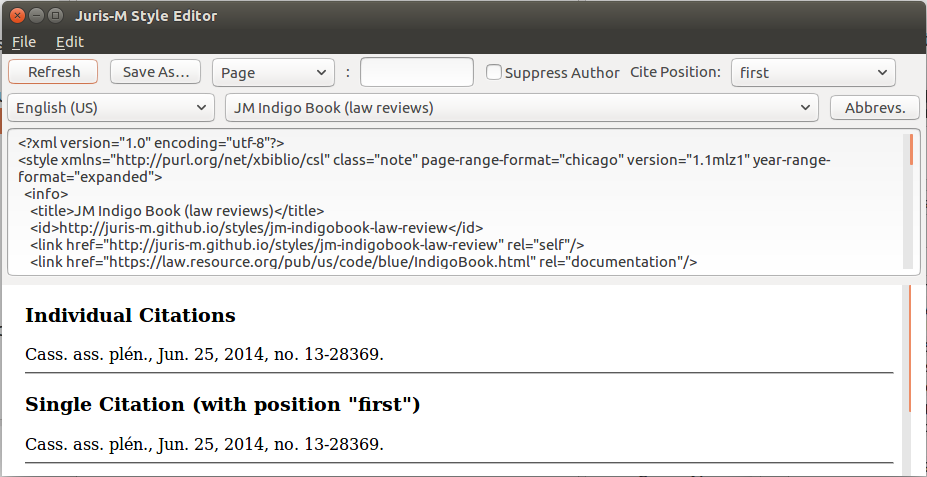 Juris-M Style Editor
File Edit
Refresh Save As... Page : Suppress Author Cite Position: first
English (US) JM Indigo Book (law reviews) Abbrevs.
<?xml version="1.0" encoding="utf-8"?>
<style xmlns="http://purl.org/net/xbiblio/csl" class="note" page-range-format="chicago" version="1.1mlz1" year-range-
format="expanded">
<info>
<title>JM Indigo Book (law reviews)</title>
<id>http://juris-m.github.io/styles/jm-indigobook-law-review</id>
<link href="http://juris-m.github.io/styles/jm-indigobook-law-review" rel="self"/>
<link href="https://law.resource.org/pub/us/code/blue/IndigoBook.html" rel="documentation"/>
Individual Citations
Cass. ass. plén., Jun. 25, 2014, no. 13-28369.
Single Citation (with position "first")
Cass. ass. plén., Jun. 25, 2014, no. 13-28369.